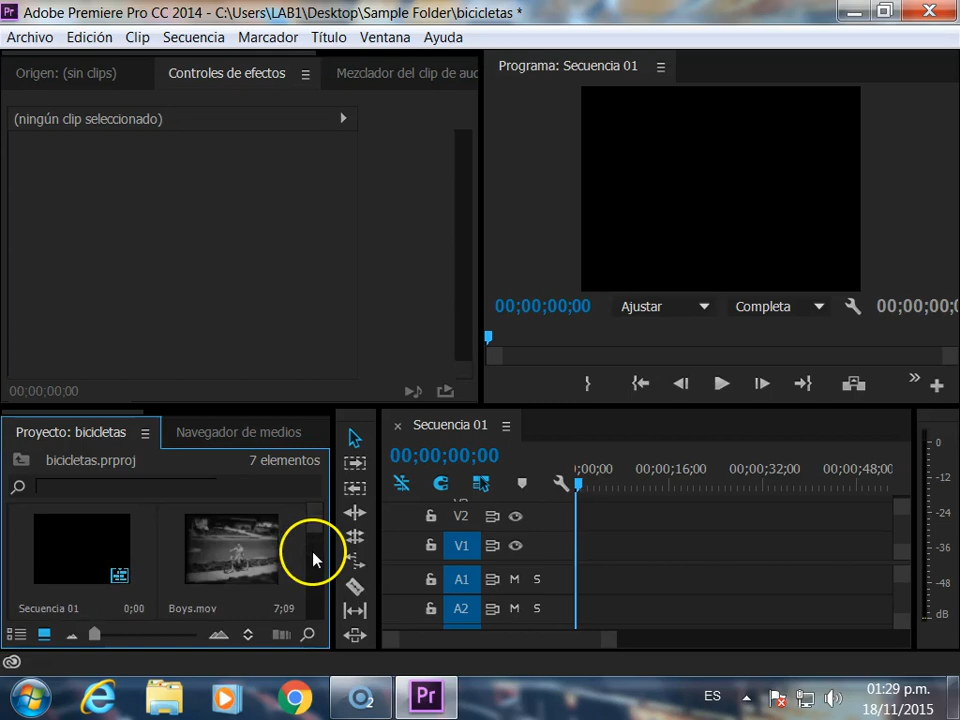 Pr Adobe Premiere Pro CC 2014 - C:\Users\LAB1\Desktop\Sample Folder\bicicletas *
Archivo Edición Clip Secuencia Marcador Título Ventana Ayuda
Origen: (sin clips) Controles de efectos Mezclador del clip de aud
Programa: Secuencia 01
(ningún clip seleccionado)
00;00;00;00 Ajustar Completa 00;00;00;
00;00;00;00
Proyecto: bicicletas Navegador de medios
bicicletas.prproj 7 elementos
Secuencia 01 0;00
Boys.mov 7;09
× Secuencia 01
00;00;00;00
;00;00 00;00;16;00 00;00;32;00 00;00;48;00
V2
V1
A1 M S
A2 M S
0
-12
-24
-36
-48
dB
2 Pr
ES 01:29 p.m.
18/11/2015